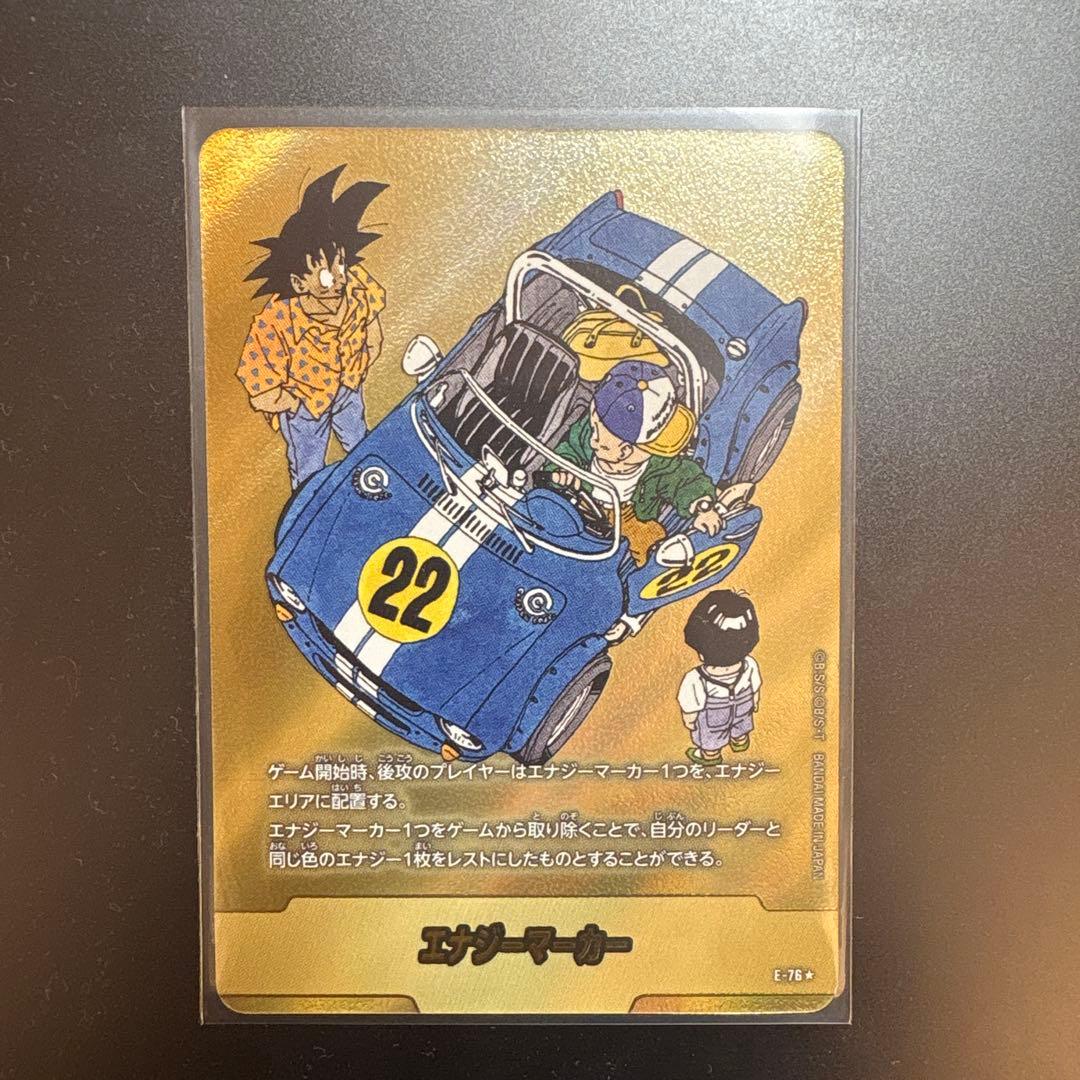 22
22
ゲーム開始時、後攻のプレイヤーはエナジーマーカー1つを、エナジー
エリアに配置する。
エナジーマーカー1つをゲームから取り除くことで、自分のリーダーと
同じ色のエナジー1枚をレストにしたものとすることができる。
©B.S/S ©B/S・T BANDAI MADE IN JAPAN
エナジーマーカー
E-76★